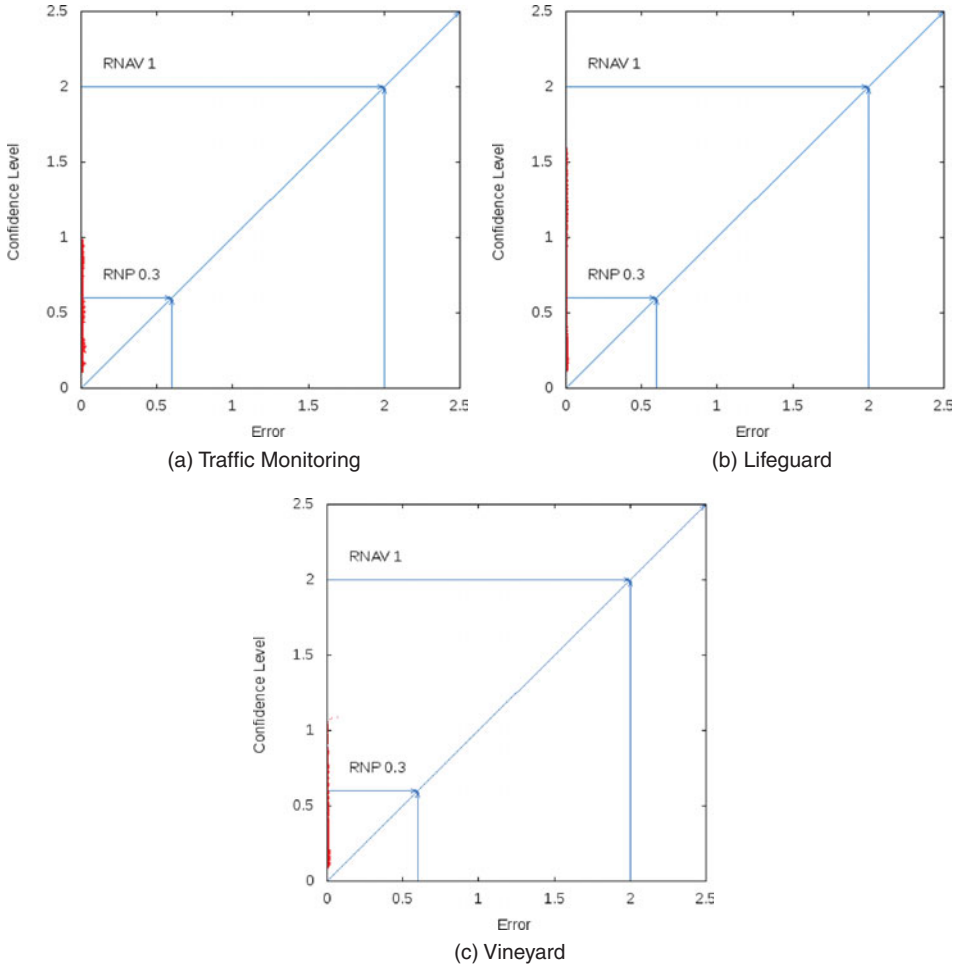 2.5
RNAV 1
2
1.5
Confidence Level
1
RNP 0.3
0.5
0
0 0.5 1 1.5 2 2.5
Error
(a) Traffic Monitoring
2.5
RNAV 1
2
1.5
Confidence Level
1
RNP 0.3
0.5
0
0 0.5 1 1.5 2 2.5
Error
(b) Lifeguard
2.5
RNAV 1
2
1.5
Confidence Level
1
RNP 0.3
0.5
0
0 0.5 1 1.5 2 2.5
Error
(c) Vineyard